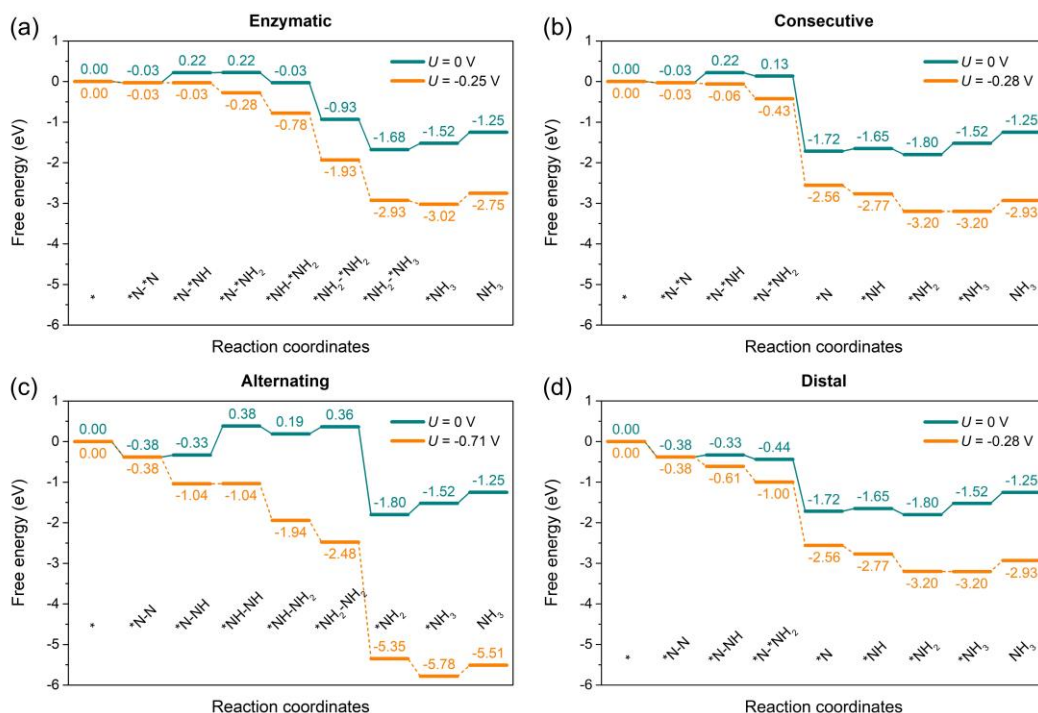 (a)
Enzymatic
U = 0 V
U = -0.25 V
Free energy (eV)
1
0
-1
-2
-3
-4
-5
-6
0.00
-0.03
0.22
0.22
-0.03
-0.93
-1.68
-1.52
-1.25
0.00
-0.03
-0.03
-0.28
-0.78
-1.93
-2.93
-3.02
-2.75
*
*N-*N
*N-*NH
*N-*NH₂
*NH-*NH₂
*NH₂-*NH₂
*NH₂-*NH₃
*NH₃
NH₃
Reaction coordinates
(b)
Consecutive
U = 0 V
U = -0.28 V
Free energy (eV)
1
0
-1
-2
-3
-4
-5
-6
0.00
-0.03
0.22
0.13
-1.72
-1.65
-1.80
-1.52
-1.25
0.00
-0.03
-0.06
-0.43
-2.56
-2.77
-3.20
-3.20
-2.93
*
*N-*N
*N-*NH
*N-*NH₂
*N
*NH
*NH₂
*NH₃
NH₃
Reaction coordinates
(c)
Alternating
U = 0 V
U = -0.71 V
Free energy (eV)
1
0
-1
-2
-3
-4
-5
-6
0.00
-0.38
-0.33
0.38
0.19
0.36
-1.80
-1.52
-1.25
0.00
-0.38
-1.04
-1.04
-1.94
-2.48
-5.35
-5.78
-5.51
*
*N-N
*N-NH
*NH-NH
*NH-NH₂
*NH₂-NH₂
*NH₂
*NH₃
NH₃
Reaction coordinates
(d)
Distal
U = 0 V
U = -0.28 V
Free energy (eV)
1
0
-1
-2
-3
-4
-5
-6
0.00
-0.38
-0.33
-0.44
-1.72
-1.65
-1.80
-1.52
-1.25
0.00
-0.38
-0.61
-1.00
-2.56
-2.77
-3.20
-3.20
-2.93
*
*N-N
*N-NH
*N-*NH₂
*N
*NH
*NH₂
*NH₃
NH₃
Reaction coordinates